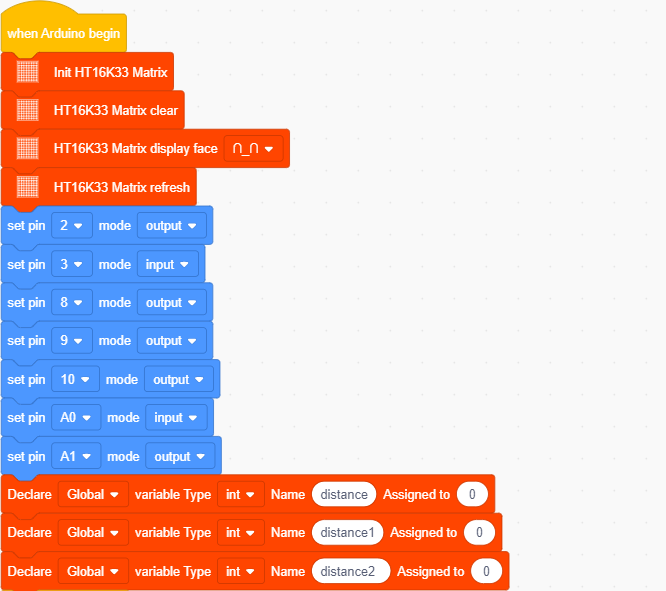 when Arduino begin
Init HT16K33 Matrix
HT16K33 Matrix clear
HT16K33 Matrix display face ∩_∩
HT16K33 Matrix refresh
set pin 2 mode output
set pin 3 mode input
set pin 8 mode output
set pin 9 mode output
set pin 10 mode output
set pin A0 mode input
set pin A1 mode output
Declare Global variable Type int Name distance Assigned to 0
Declare Global variable Type int Name distance1 Assigned to 0
Declare Global variable Type int Name distance2 Assigned to 0